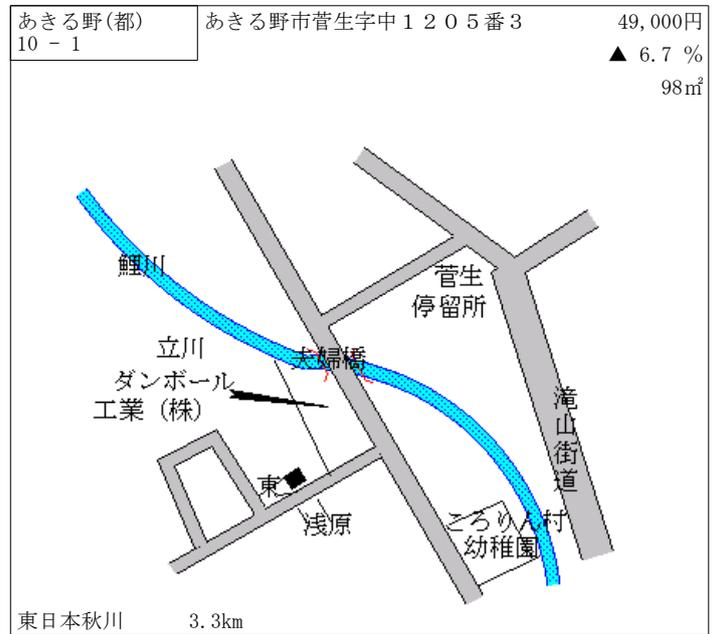 あきる野(都)
10 － 1
あきる野市菅生字中１２０５番３
49,000円
▲ 6.7 %
98㎡
鯉川
菅生
停留所
夫婦橋
立川
ダンボール
工業（株）
滝山街道
東
浅原
ころりん村
幼稚園
東日本秋川 3.3km